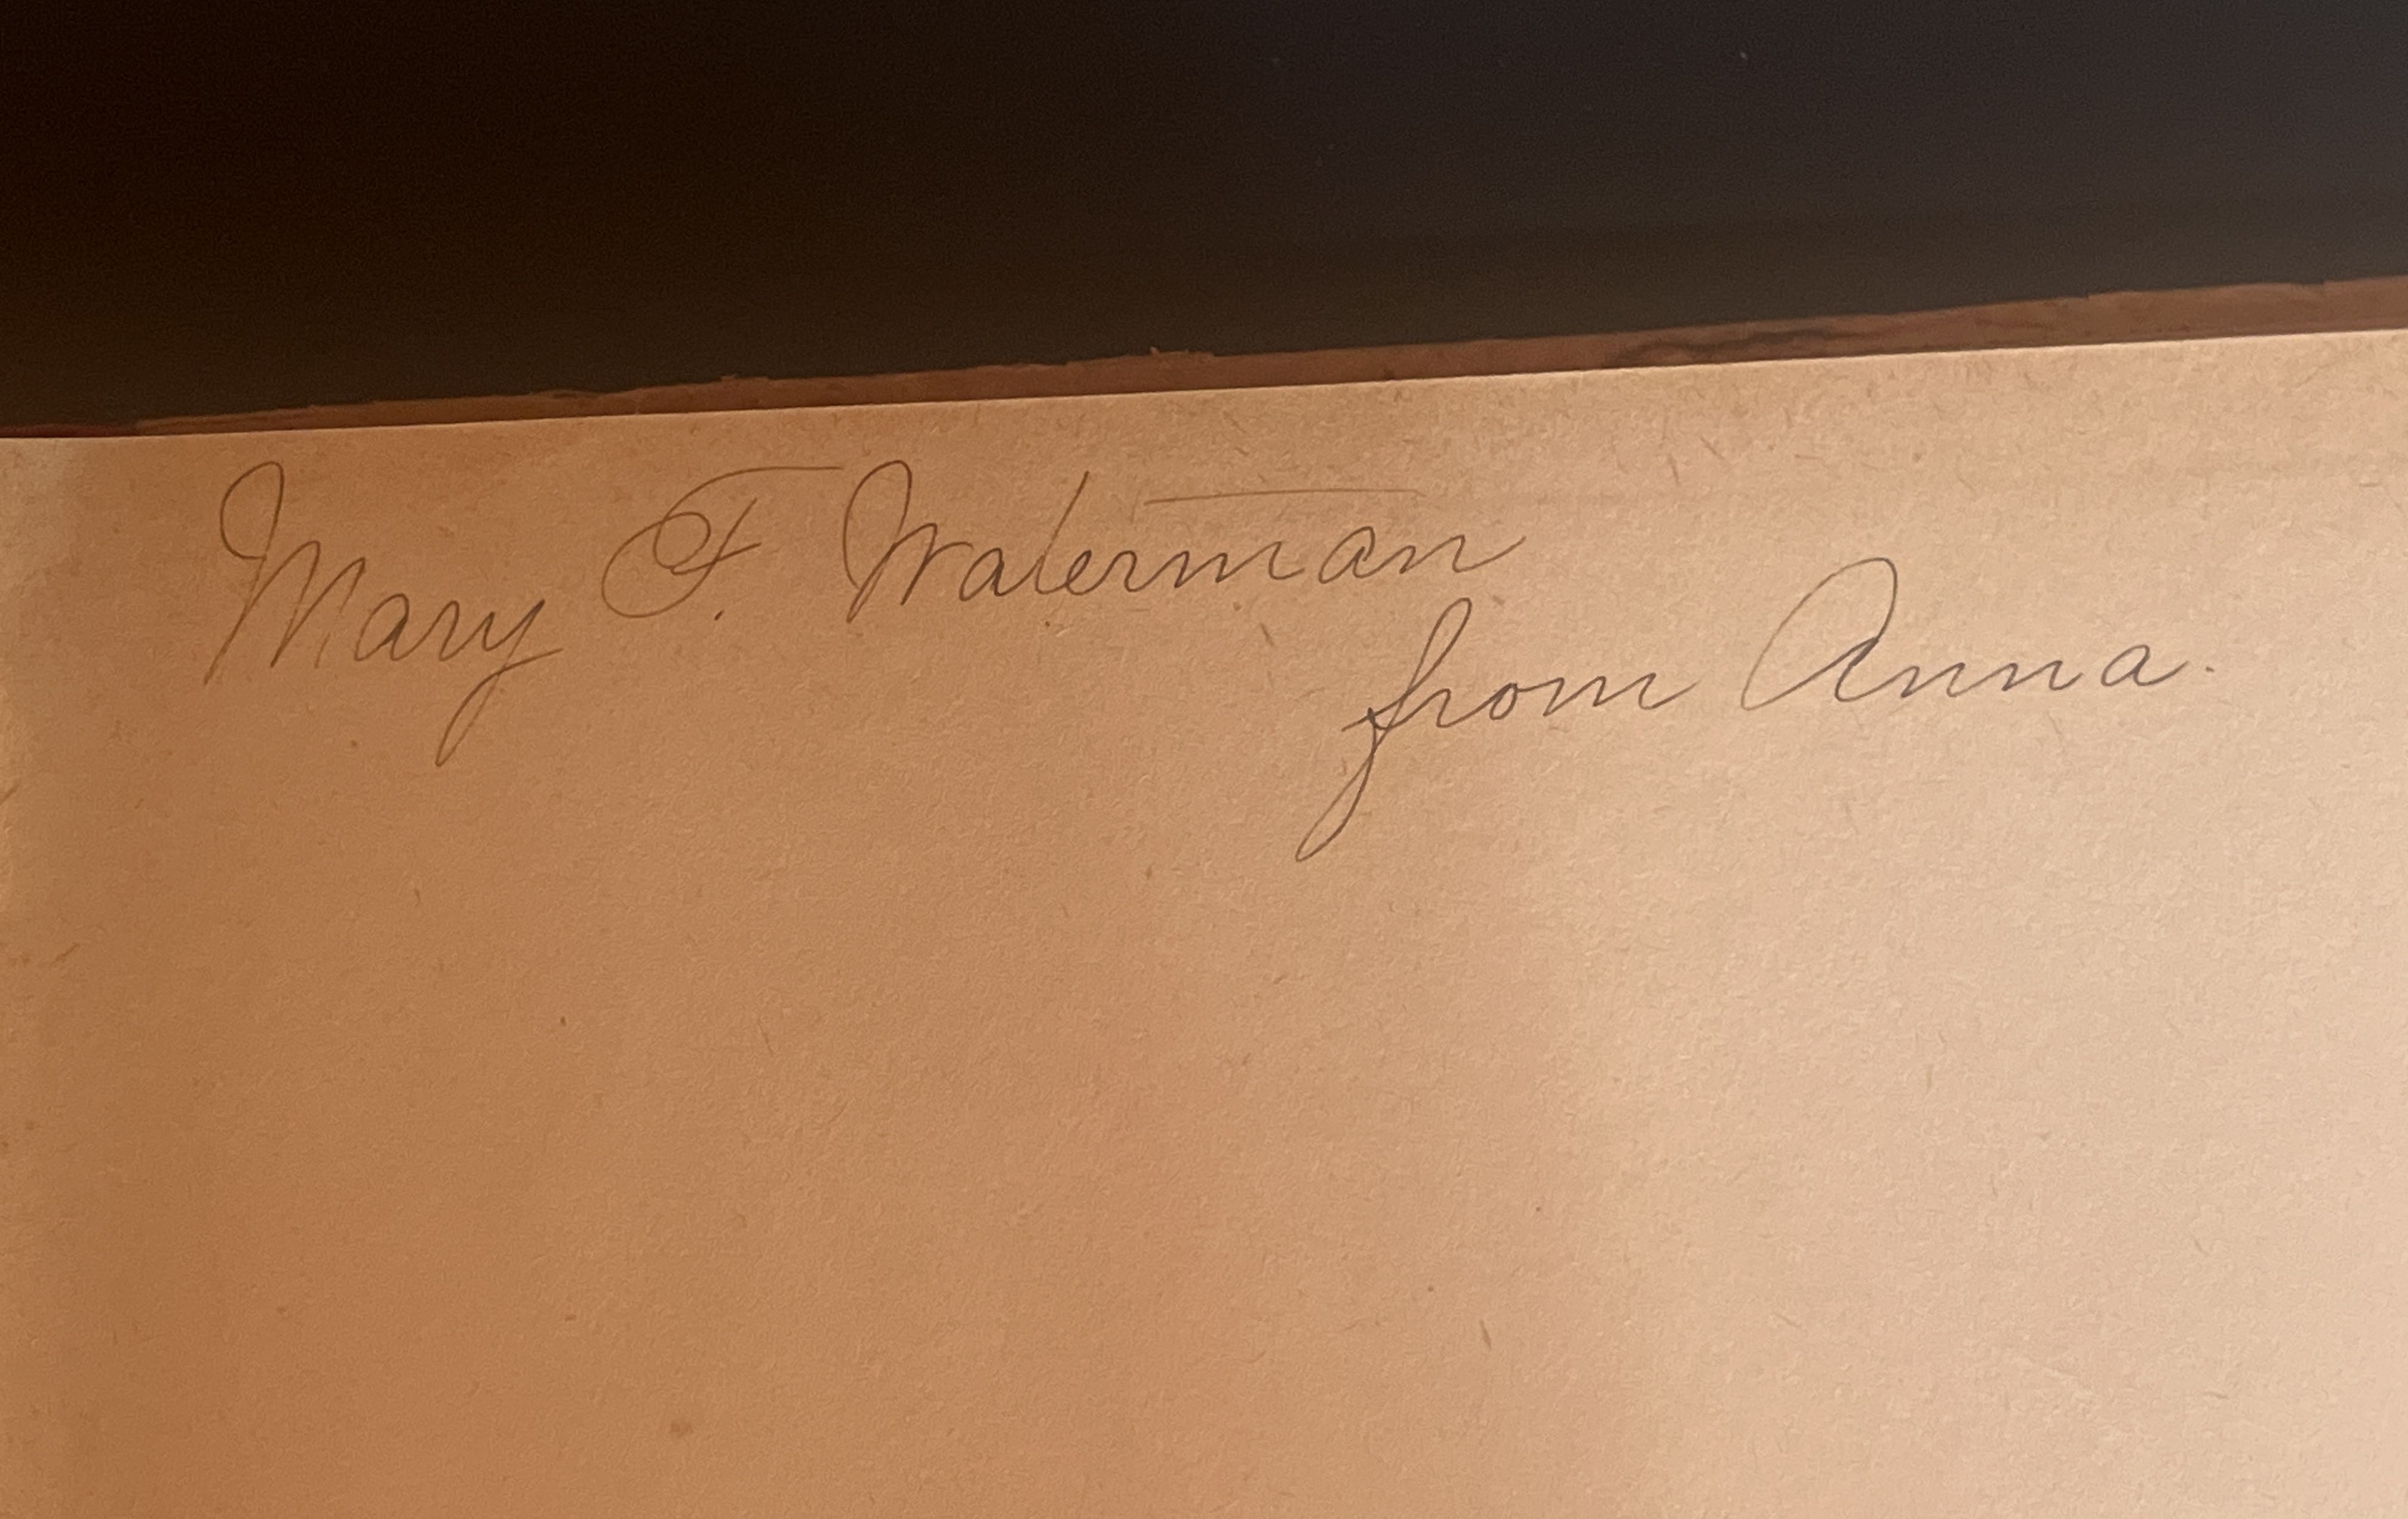 Mary F. Waterman
from Anna.